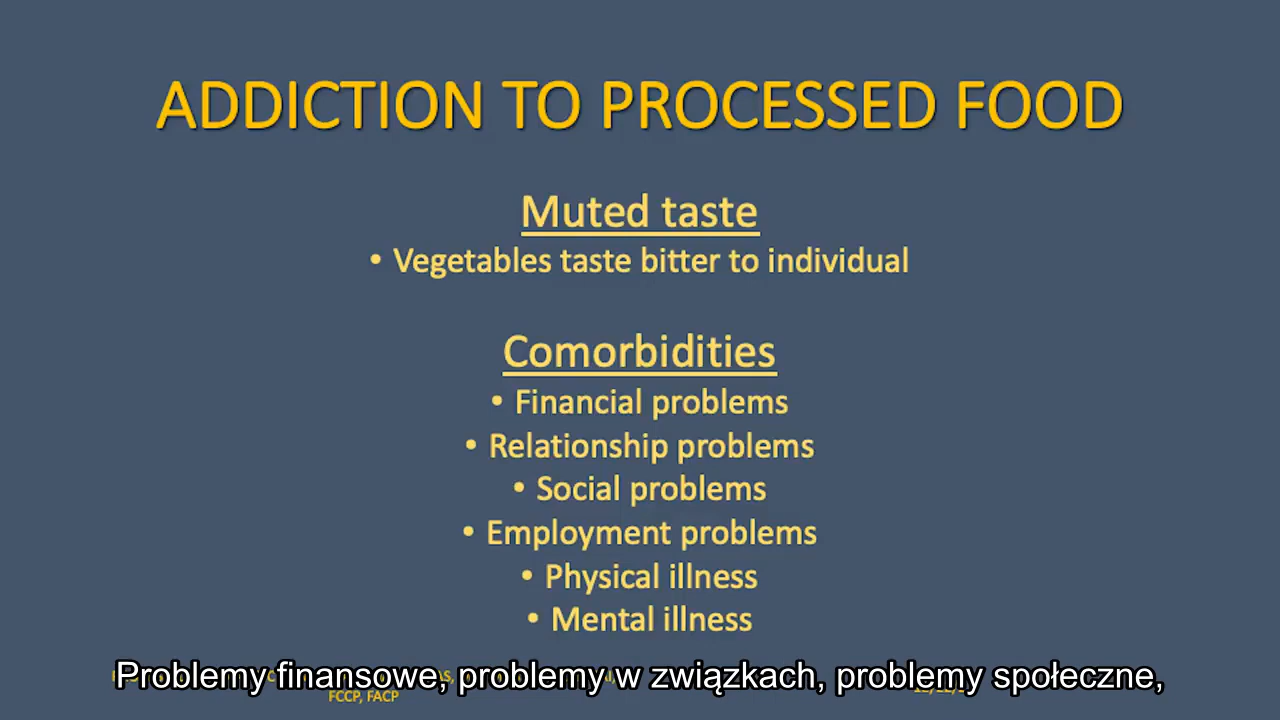 ADDICTION TO PROCESSED FOOD
Muted taste
• Vegetables taste bitter to individual
Comorbidities
• Financial problems
• Relationship problems
• Social problems
• Employment problems
• Physical illness
• Mental illness
Problemy finansowe, problemy w związkach, problemy społeczne,
FCCP, FACP